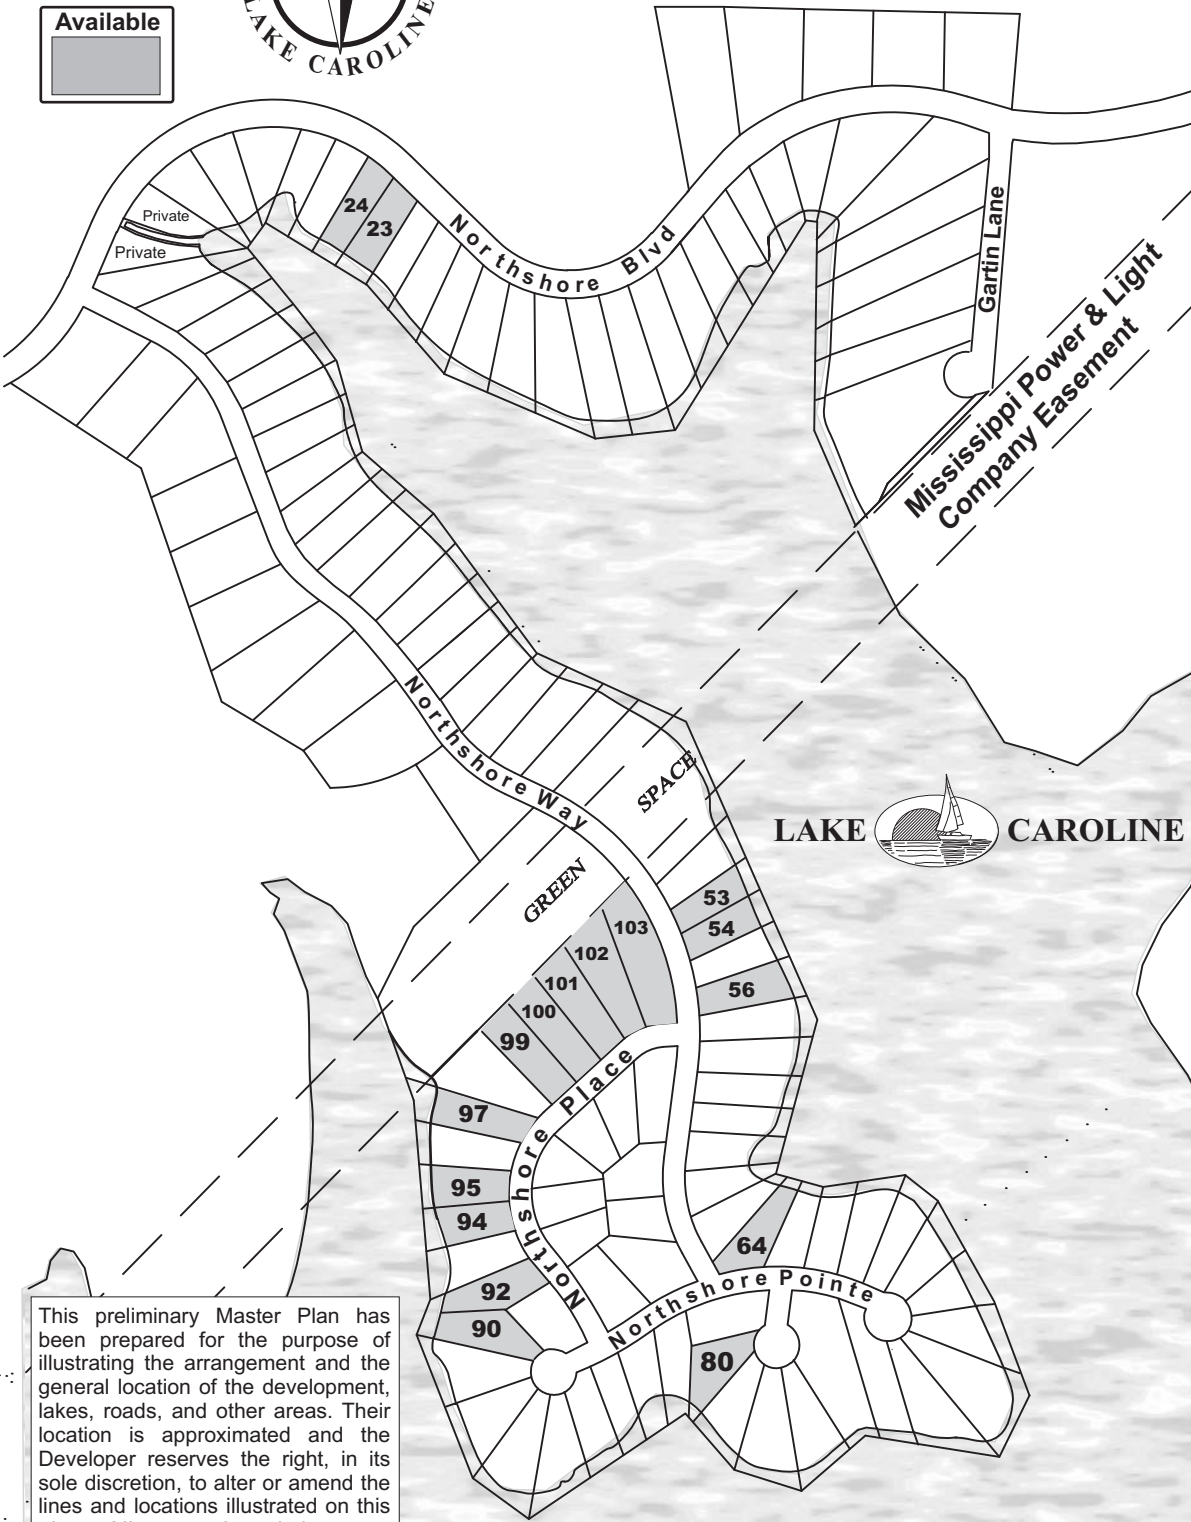 Available
LAKE CAROLINE
Private
Private
24
23
Northshore Blvd
Gartin Lane
Mississippi Power & Light
Company Easement
Northshore Way
SPACE
GREEN
LAKE CAROLINE
53
54
56
103
102
101
100
99
Northshore Place
97
95
94
92
90
64
Northshore Pointe
80
This preliminary Master Plan has
been prepared for the purpose of
illustrating the arrangement and the
general location of the development,
lakes, roads, and other areas. Their
location is approximated and the
Developer reserves the right, in its
sole discretion, to alter or amend the
lines and locations illustrated on this